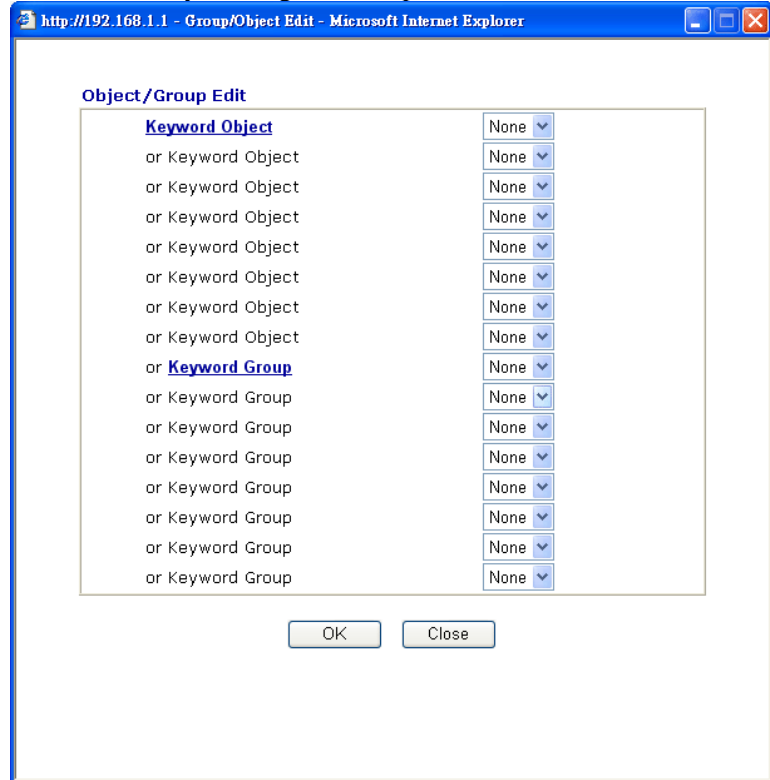 http://192.168.1.1 - Group/Object Edit - Microsoft Internet Explorer
Object/Group Edit
Keyword Object None
or Keyword Object None
or Keyword Object None
or Keyword Object None
or Keyword Object None
or Keyword Object None
or Keyword Object None
or Keyword Object None
or Keyword Group None
or Keyword Group None
or Keyword Group None
or Keyword Group None
or Keyword Group None
or Keyword Group None
or Keyword Group None
or Keyword Group None
OK Close